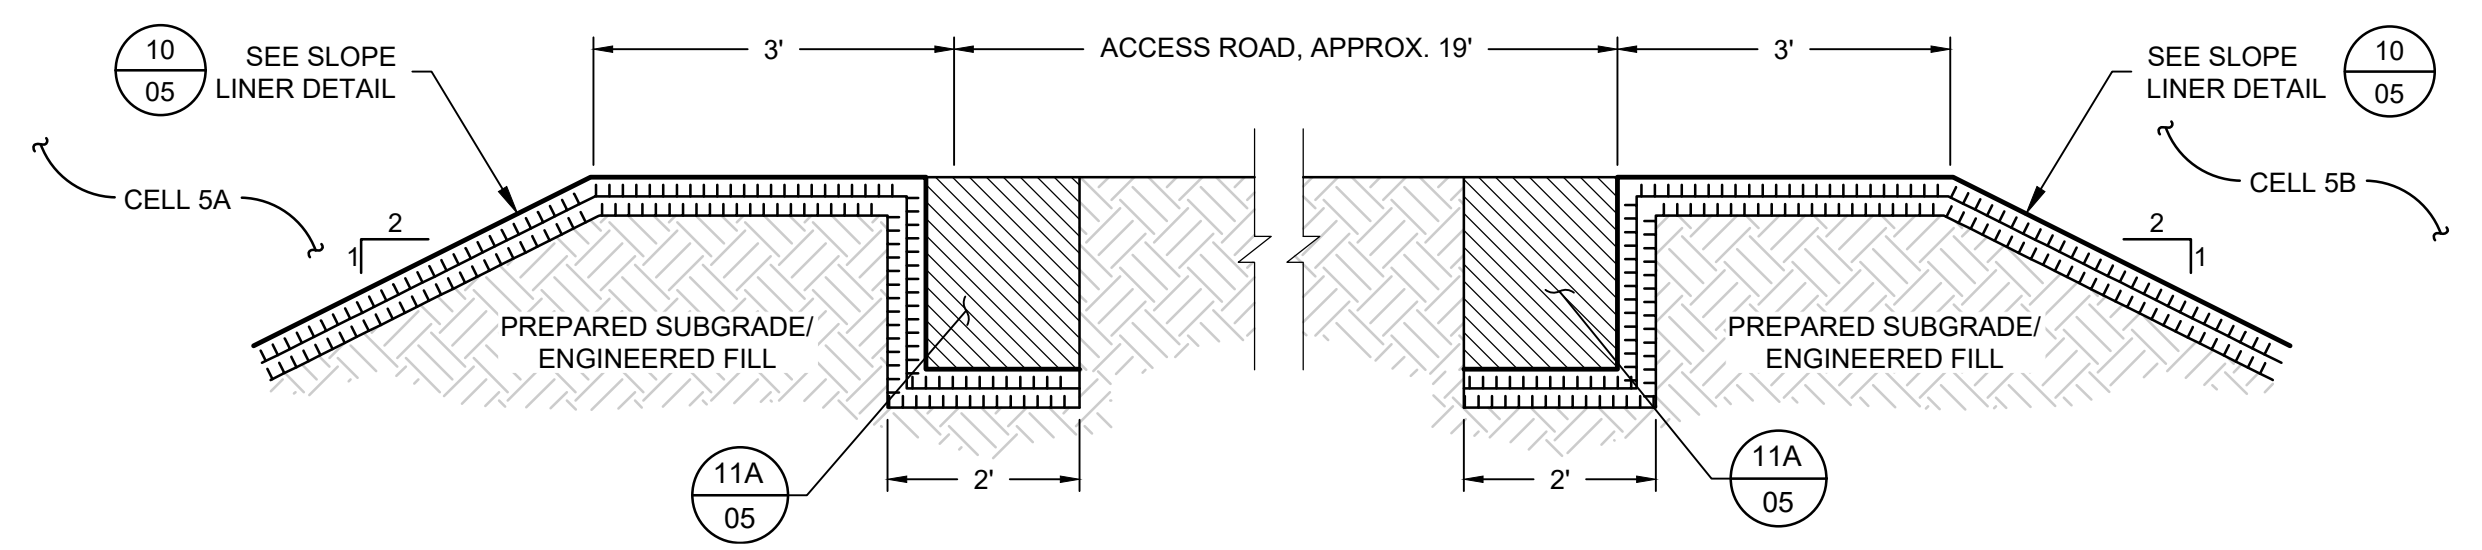 10
05
SEE SLOPE
LINER DETAIL
3'
ACCESS ROAD, APPROX. 19'
3'
SEE SLOPE
LINER DETAIL
10
05
CELL 5A
CELL 5B
2
1
2
1
PREPARED SUBGRADE/
ENGINEERED FILL
PREPARED SUBGRADE/
ENGINEERED FILL
11A
05
2'
2'
11A
05